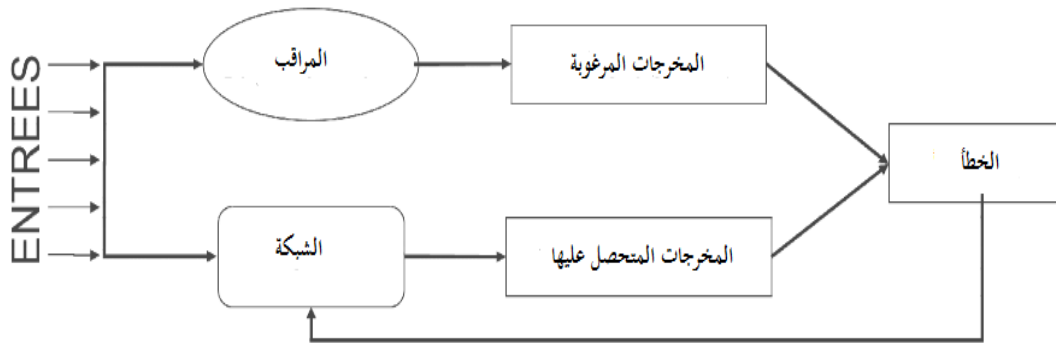 ENTREES
المراقب
المخرجات المرغوبة
الخطأ
الشبكة
المخرجات المتحصل عليها